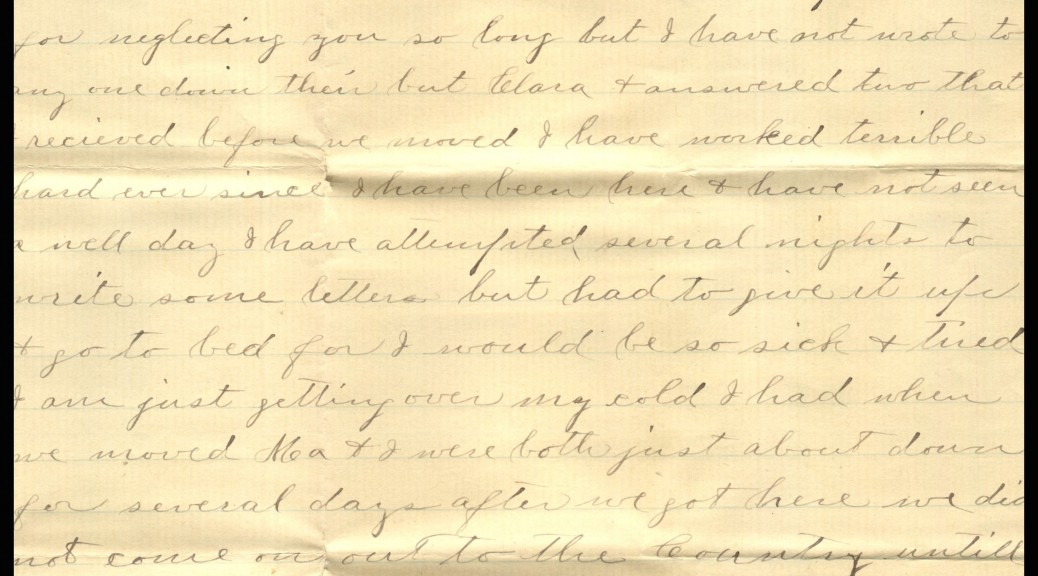 for neglecting you so long but I have not wrote to
any one down their but Clara & answered two that
recieved before we moved I have worked terrible
hard ever since I have been here & have not seen
a well day I have attempted several nights to
write some letters but had to give it up
& go to bed for I would be so sick & tired
I am just getting over my cold I had when
we moved Ma & I were both just about down
for several days after we got here we did
not come on out to the Country untill